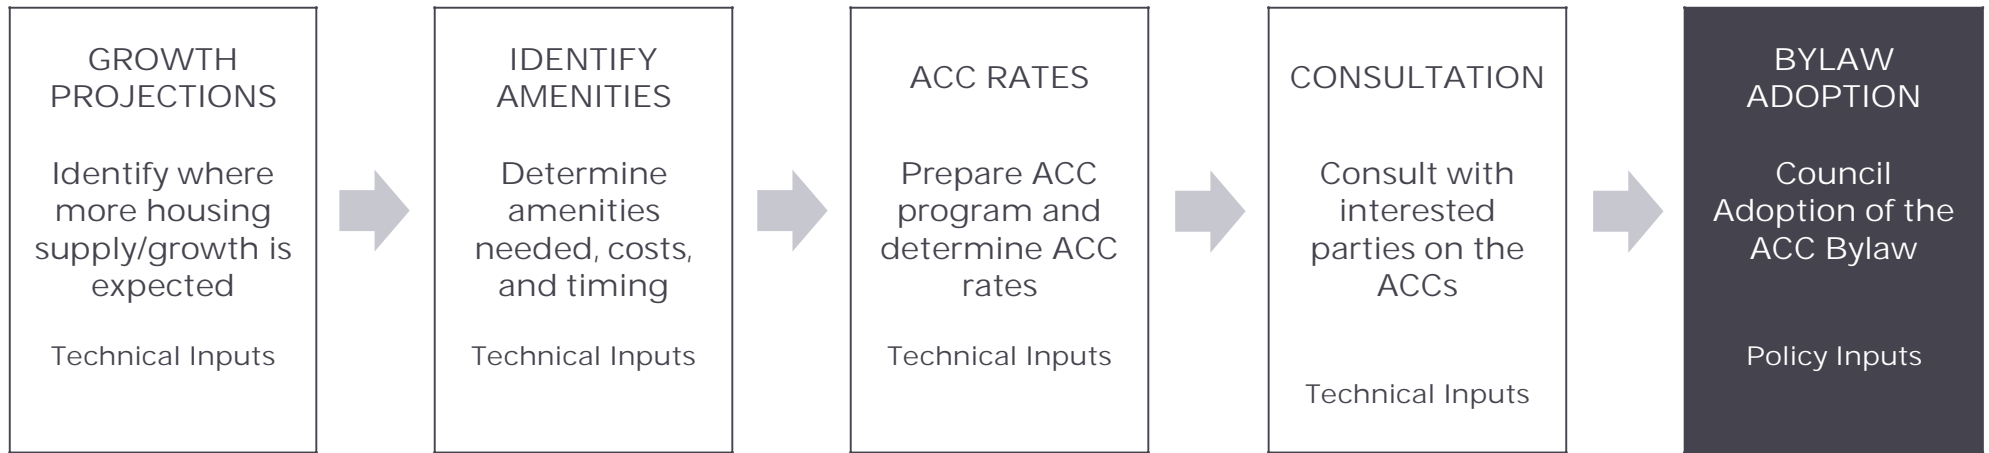 GROWTH
PROJECTIONS
Identify where
more housing
supply/growth is
expected
Technical Inputs
IDENTIFY
AMENITIES
Determine
amenities
needed, costs,
and timing
Technical Inputs
ACC RATES
Prepare ACC
program and
determine ACC
rates
Technical Inputs
CONSULTATION
Consult with
interested
parties on the
ACCs
Technical Inputs
BYLAW
ADOPTION
Council
Adoption of the
ACC Bylaw
Policy Inputs